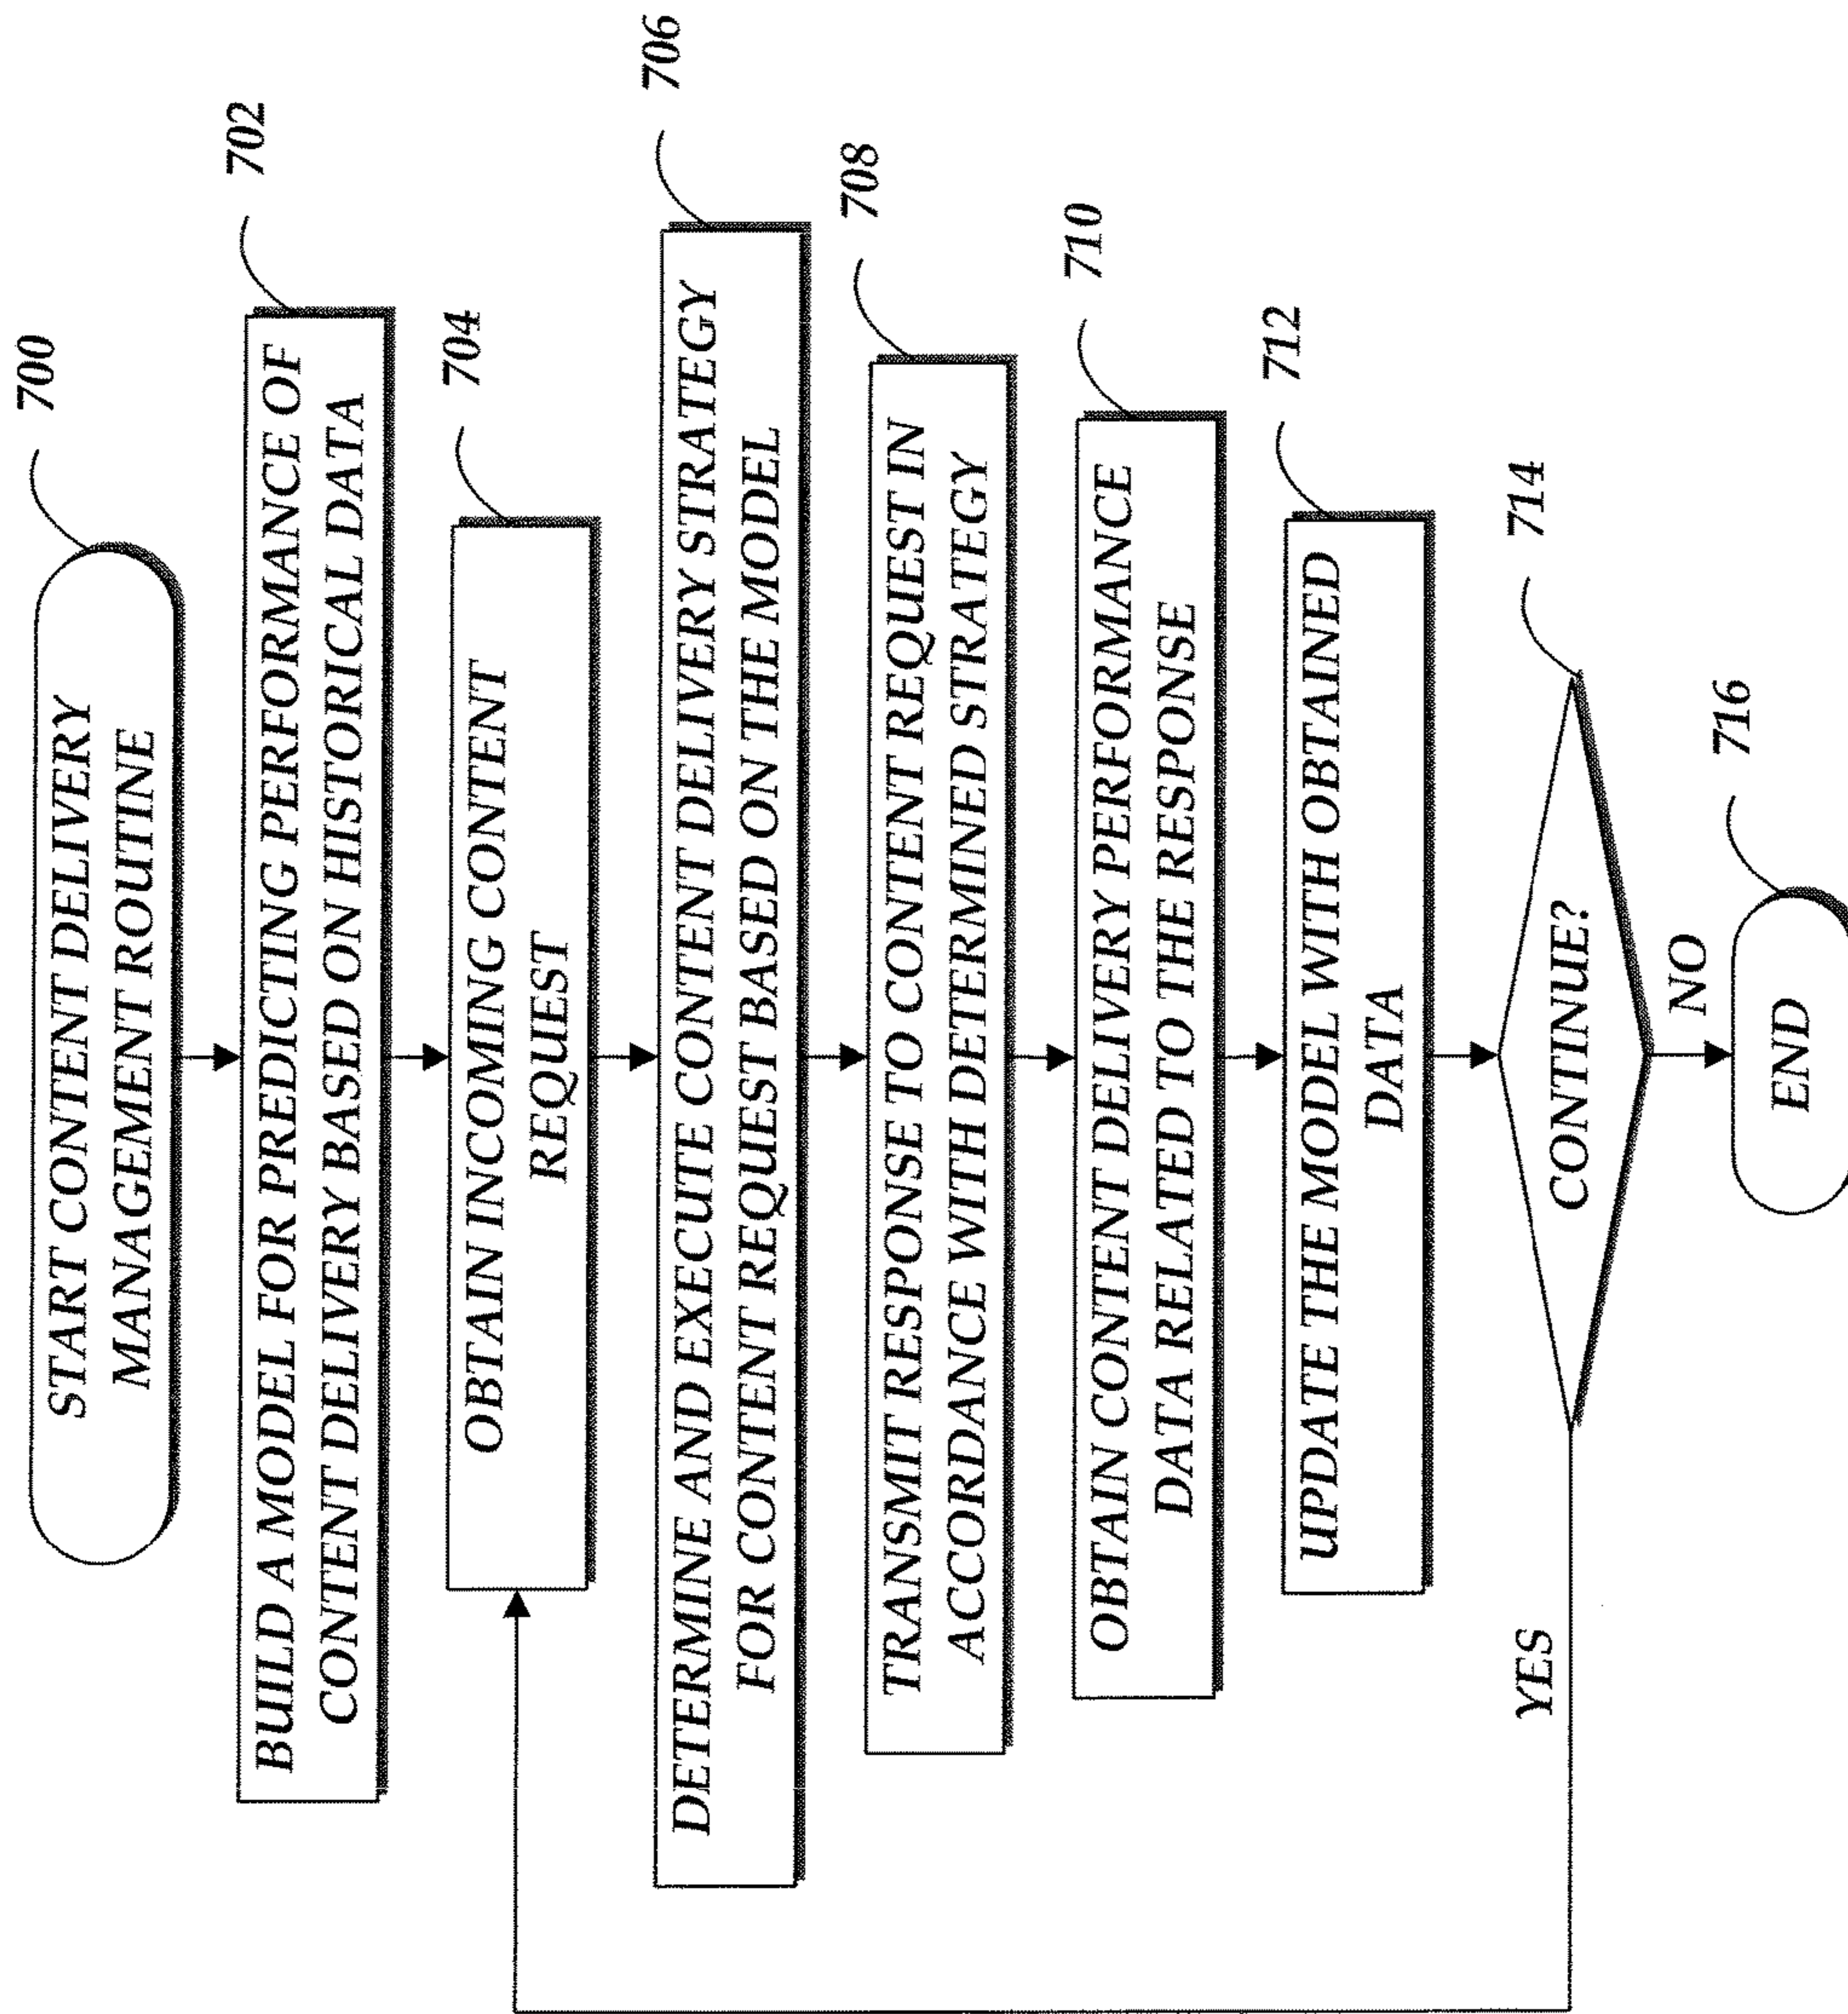 700
START CONTENT DELIVERY
MANAGEMENT ROUTINE
702
BUILD A MODEL FOR PREDICTING PERFORMANCE OF
CONTENT DELIVERY BASED ON HISTORICAL DATA
704
OBTAIN INCOMING CONTENT
REQUEST
706
DETERMINE AND EXECUTE CONTENT DELIVERY STRATEGY
FOR CONTENT REQUEST BASED ON THE MODEL
708
TRANSMIT RESPONSE TO CONTENT REQUEST IN
ACCORDANCE WITH DETERMINED STRATEGY
710
OBTAIN CONTENT DELIVERY PERFORMANCE
DATA RELATED TO THE RESPONSE
712
UPDATE THE MODEL WITH OBTAINED
DATA
714
YES
CONTINUE?
NO
716
END